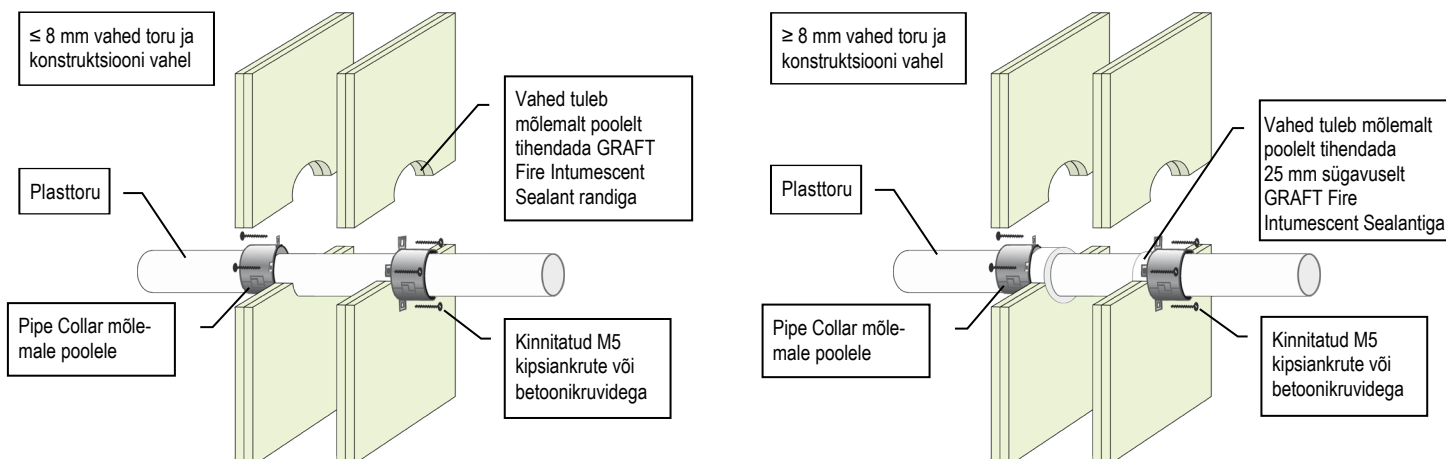 ≤ 8 mm vahed toru ja
konstruktsiooni vahel
Vahed tuleb
mõlemalt poolelt
tihendada GRAFT
Fire Intumescent
Sealant randiga
Plasttoru
Pipe Collar mõle-
male poolele
Kinnitatud M5
kipsiankrute või
betoonikruvidega
≥ 8 mm vahed toru ja
konstruktsiooni vahel
Vahed tuleb mõlemalt
poolelt tihendada
25 mm sügavuselt
GRAFT Fire
Intumescent Sealantiga
Plasttoru
Pipe Collar mõle-
male poolele
Kinnitatud M5
kipsiankrute või
betoonikruvidega